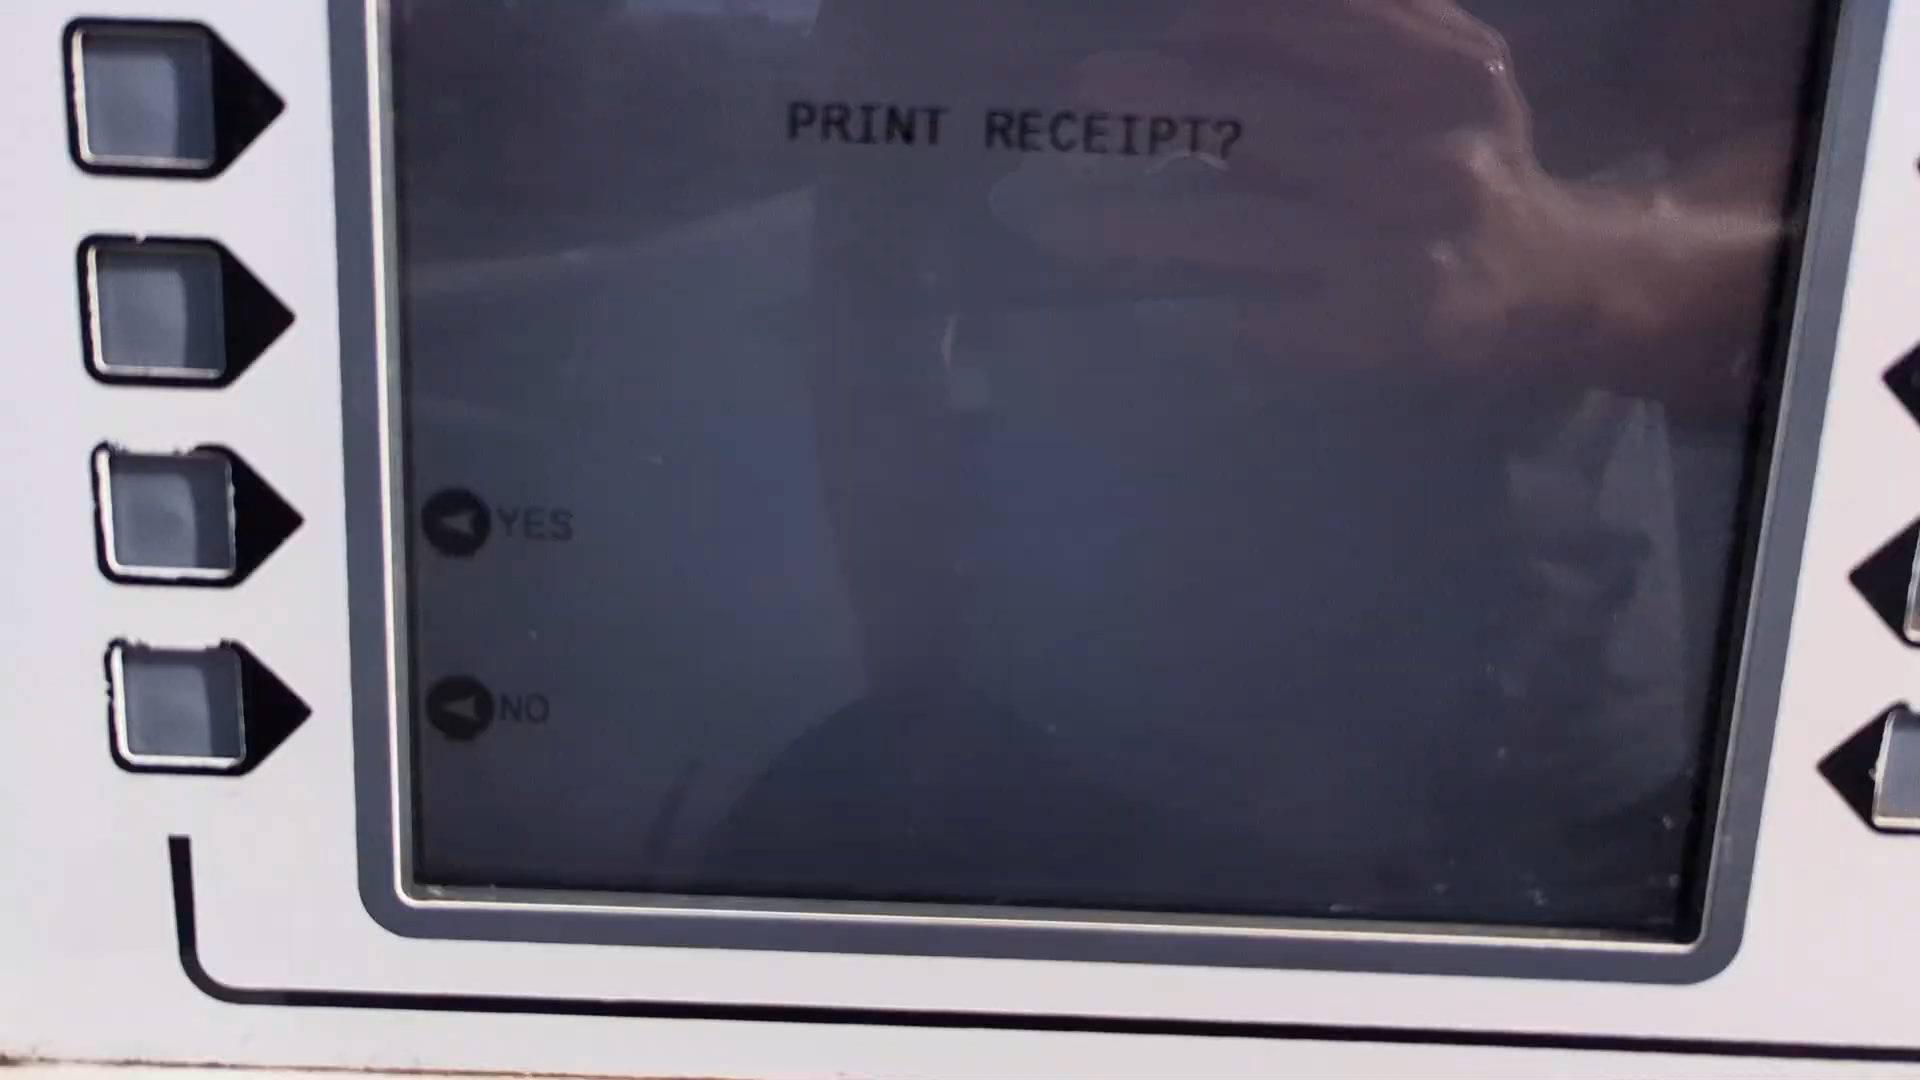 PRINT RECEIPT?
YES
NO